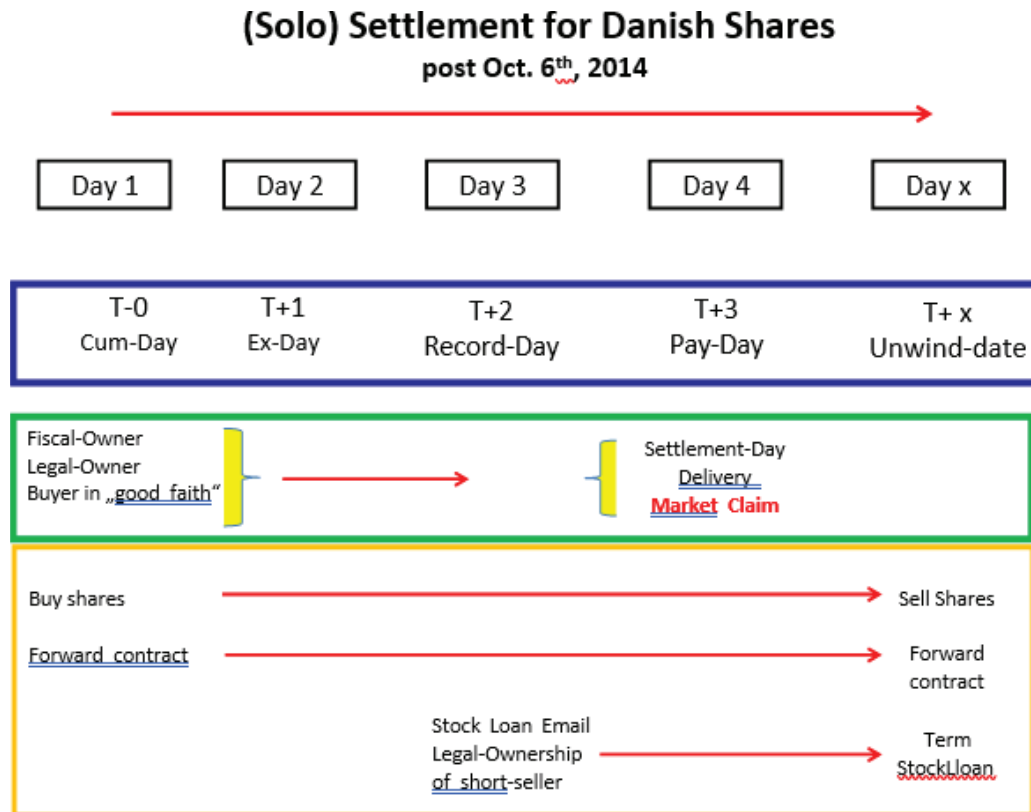 (Solo) Settlement for Danish Shares
post Oct. 6th, 2014
Day 1
Day 2
Day 3
Day 4
Day x
T-0
Cum-Day
T+1
Ex-Day
T+2
Record-Day
T+3
Pay-Day
T+ x
Unwind-date
Fiscal-Owner
Legal-Owner
Buyer in „good faith“
Settlement-Day
Delivery
Market Claim
Buy shares
Sell Shares
Forward contract
Forward
contract
Stock Loan Email
Legal-Ownership
of short-seller
Term
StockLloan